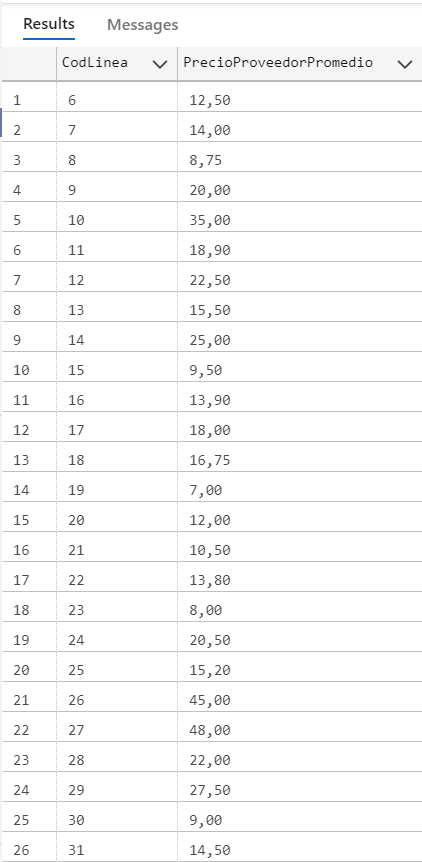 Results Messages
CodLinea PrecioProveedorPromedio
1 6 12,50
2 7 14,00
3 8 8,75
4 9 20,00
5 10 35,00
6 11 18,90
7 12 22,50
8 13 15,50
9 14 25,00
10 15 9,50
11 16 13,90
12 17 18,00
13 18 16,75
14 19 7,00
15 20 12,00
16 21 10,50
17 22 13,80
18 23 8,00
19 24 20,50
20 25 15,20
21 26 45,00
22 27 48,00
23 28 22,00
24 29 27,50
25 30 9,00
26 31 14,50